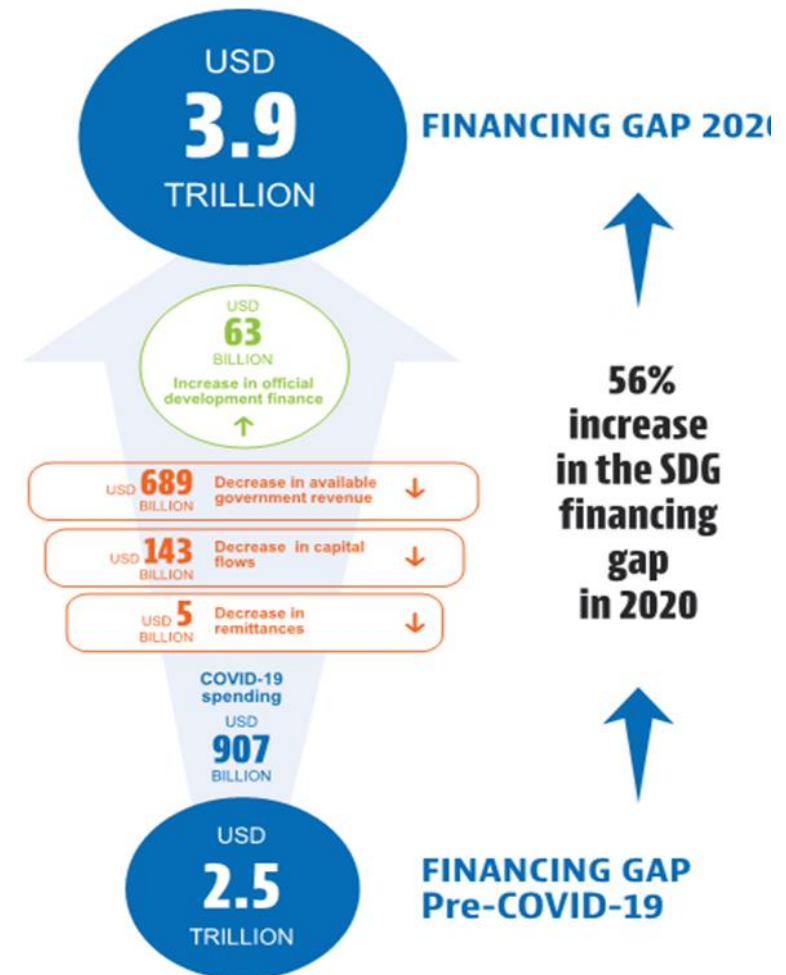 USD
3.9
TRILLION
FINANCING GAP 202
USD
63
BILLION
Increase in official
development finance
56%
increase
in the SDG
financing
gap
in 2020
USD 689
BILLION
Decrease in available
government revenue
USD 143
BILLION
Decrease in capital
flows
USD 5
BILLION
Decrease in
remittances
COVID-19
spending
USD
907
BILLION
USD
2.5
TRILLION
FINANCING GAP
Pre-COVID-19